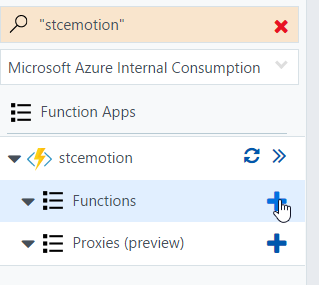 "stcemotion"
Microsoft Azure Internal Consumption
Function Apps
stcemotion
Functions
Proxies (preview)